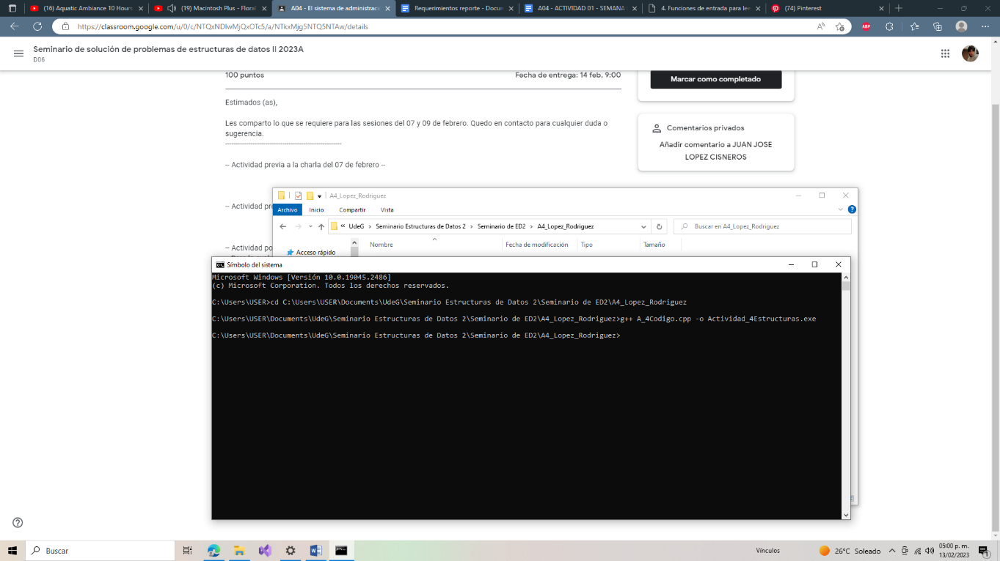 (16) Aquatic Ambiance 10 Hours
(19) Macintosh Plus - Floral
A04 - El sistema de administrac
Requerimientos reporte - Docum
A04 - ACTIVIDAD 01 - SEMANA
4. Funciones de entrada para lee
(74) Pinterest
https://classroom.google.com/u/0/c/NTQxNDIwMjQxOTc5/a/NTkxMjg5NTQ5NTAw/details
ABP
Seminario de solución de problemas de estructuras de datos II 2023A
D06
100 puntos
Fecha de entrega: 14 feb, 9:00
Marcar como completado
Estimados (as),
Les comparto lo que se requiere para las sesiones del 07 y 09 de febrero. Quedo en contacto para cualquier duda o
sugerencia.
-- Actividad previa a la charla del 07 de febrero --
Comentarios privados
Añadir comentario a JUAN JOSE
LOPEZ CISNEROS
-- Actividad pre
-- Actividad po
A4_Lopez_Rodriguez
Archivo Inicio Compartir Vista
« UdeG > Seminario Estructuras de Datos 2 > Seminario de ED2 > A4_Lopez_Rodriguez
Buscar en A4_Lopez_Rodriguez
Nombre Fecha de modificación Tipo Tamaño
Acceso rápido
Símbolo del sistema
Microsoft Windows [Versión 10.0.19045.2486]
(c) Microsoft Corporation. Todos los derechos reservados.
C:\Users\USER>cd C:\Users\USER\Documents\UdeG\Seminario Estructuras de Datos 2\Seminario de ED2\A4_Lopez_Rodriguez
C:\Users\USER\Documents\UdeG\Seminario Estructuras de Datos 2\Seminario de ED2\A4_Lopez_Rodriguez>g++ A_4Codigo.cpp -o Actividad_4Estructuras.exe
C:\Users\USER\Documents\UdeG\Seminario Estructuras de Datos 2\Seminario de ED2\A4_Lopez_Rodriguez>
Buscar
Vínculos
26°C Soleado
05:00 p. m.
13/02/2023
1